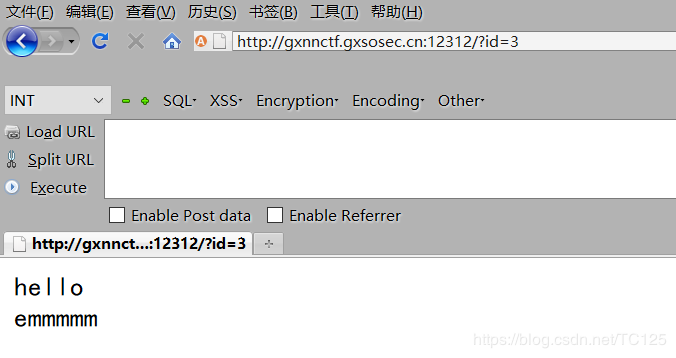 文件(F) 编辑(E) 查看(V) 历史(S) 书签(B) 工具(T) 帮助(H)
http://gxnnctf.gxsosec.cn:12312/?id=3
INT SQL XSS Encryption Encoding Other
Load URL
Split URL
Execute
Enable Post data Enable Referrer
http://gxnnct...:12312/?id=3
hello
emmmmm
https://blog.csdn.net/TC125